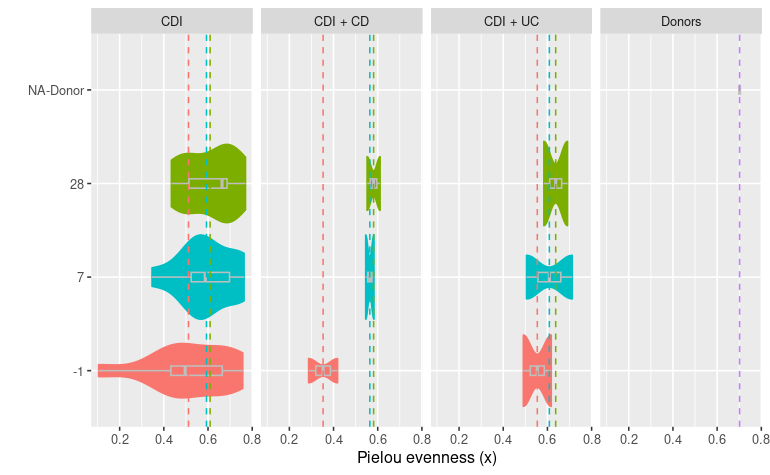 CDI CDI + CD CDI + UC Donors
NA-Donor
28
7
-1
0.2 0.4 0.6 0.8 0.2 0.4 0.6 0.8 0.2 0.4 0.6 0.8 0.2 0.4 0.6 0.8
Pielou evenness (x)